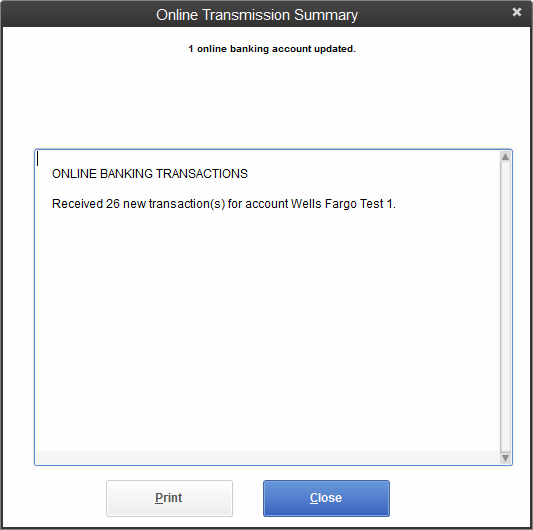 Online Transmission Summary
1 online banking account updated.
ONLINE BANKING TRANSACTIONS
Received 26 new transaction(s) for account Wells Fargo Test 1.
Print
Close